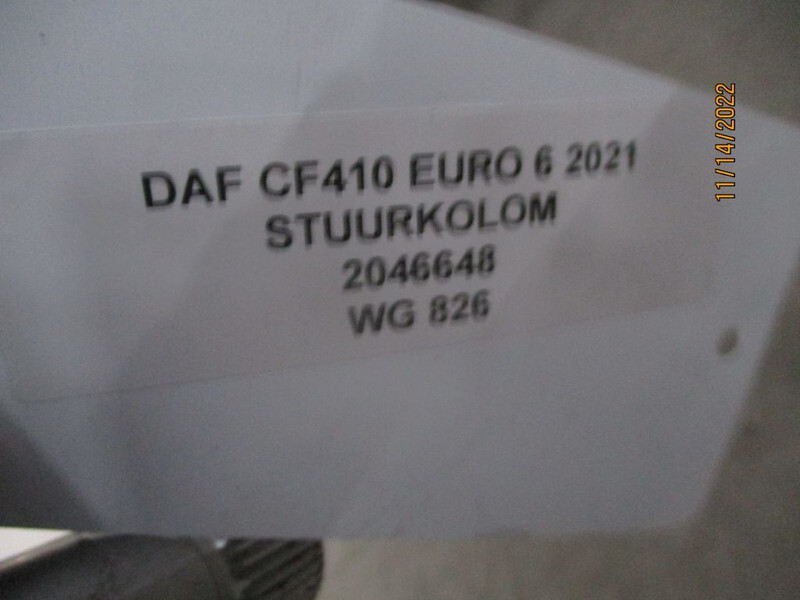 DAF CF410 EURO 6 2021
STUURKOLOM
2046648
WG 826
11/14/2022